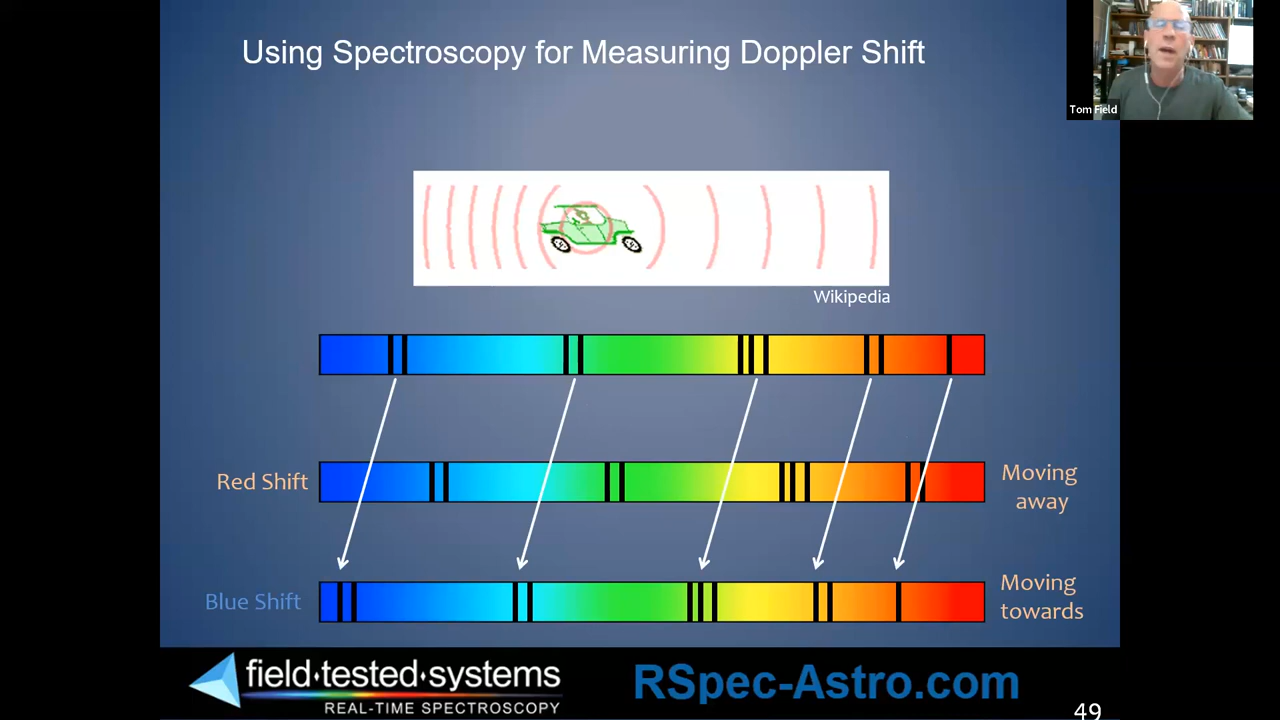 Using Spectroscopy for Measuring Doppler Shift
Tom Field
Wikipedia
Red Shift
Moving
away
Blue Shift
Moving
towards
field·tested·systems
REAL-TIME SPECTROSCOPY
RSpec-Astro.com
49